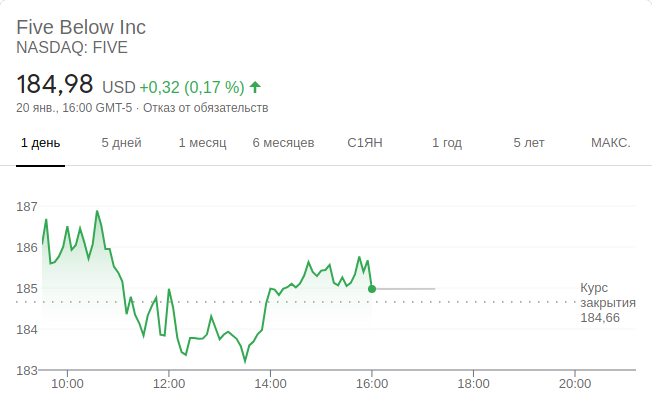 Five Below Inc
NASDAQ: FIVE
184,98 USD +0,32 (0,17 %)
20 янв., 16:00 GMT-5 · Отказ от обязательств
1 день 5 дней 1 месяц 6 месяцев С1ЯН 1 год 5 лет МАКС.
187
186
185
184
183
Курс
закрытия
184,66
10:00 12:00 14:00 16:00 18:00 20:00